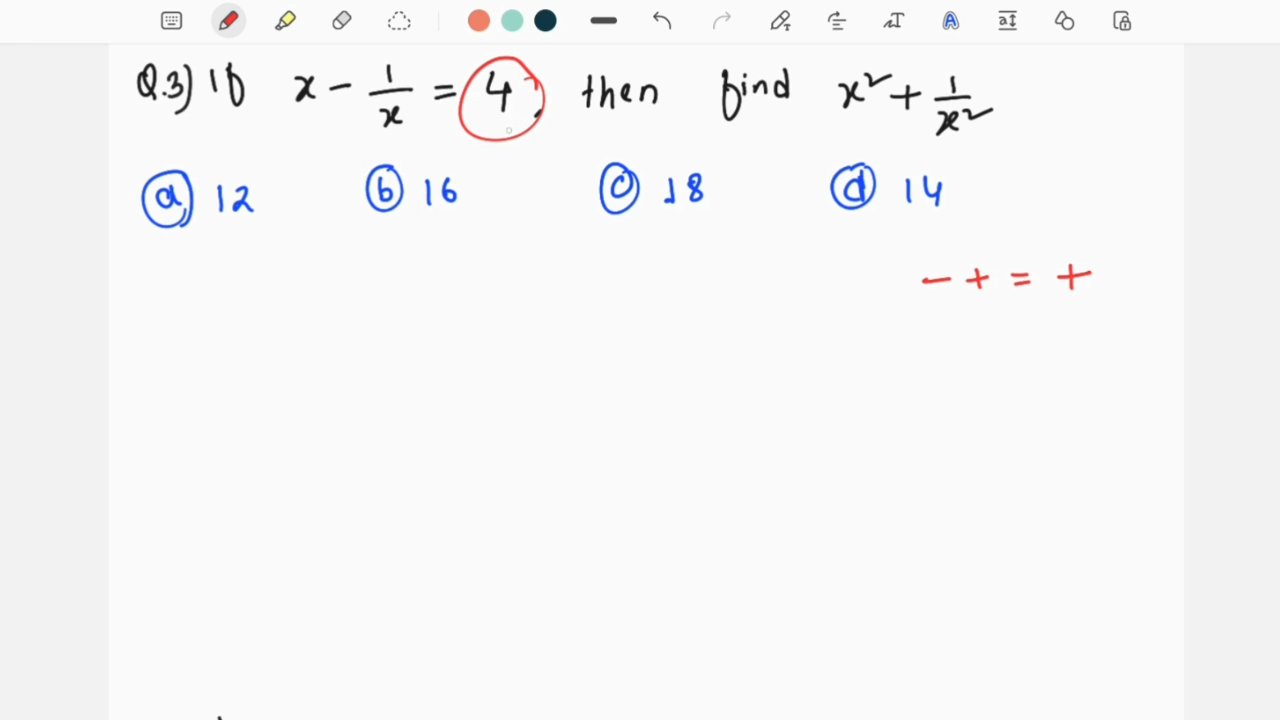 Q.3) If x - 1/x = 4, then find x² + 1/x²
(a) 12 (b) 16 (c) 18 (d) 14
- + = +